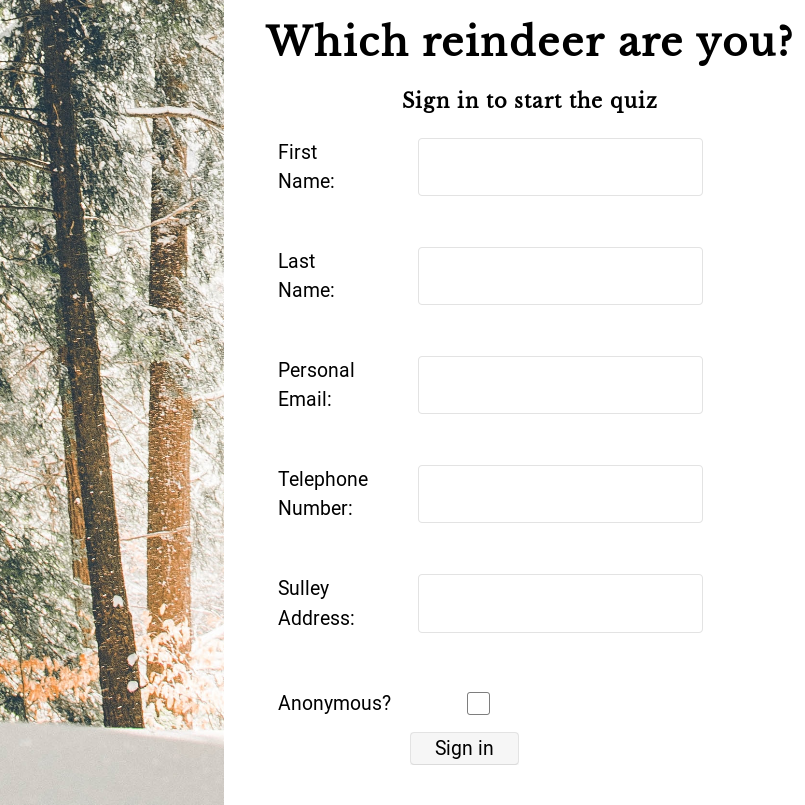 Which reindeer are you?
Sign in to start the quiz
First
Name:
Last
Name:
Personal
Email:
Telephone
Number:
Sulley
Address:
Anonymous?
Sign in